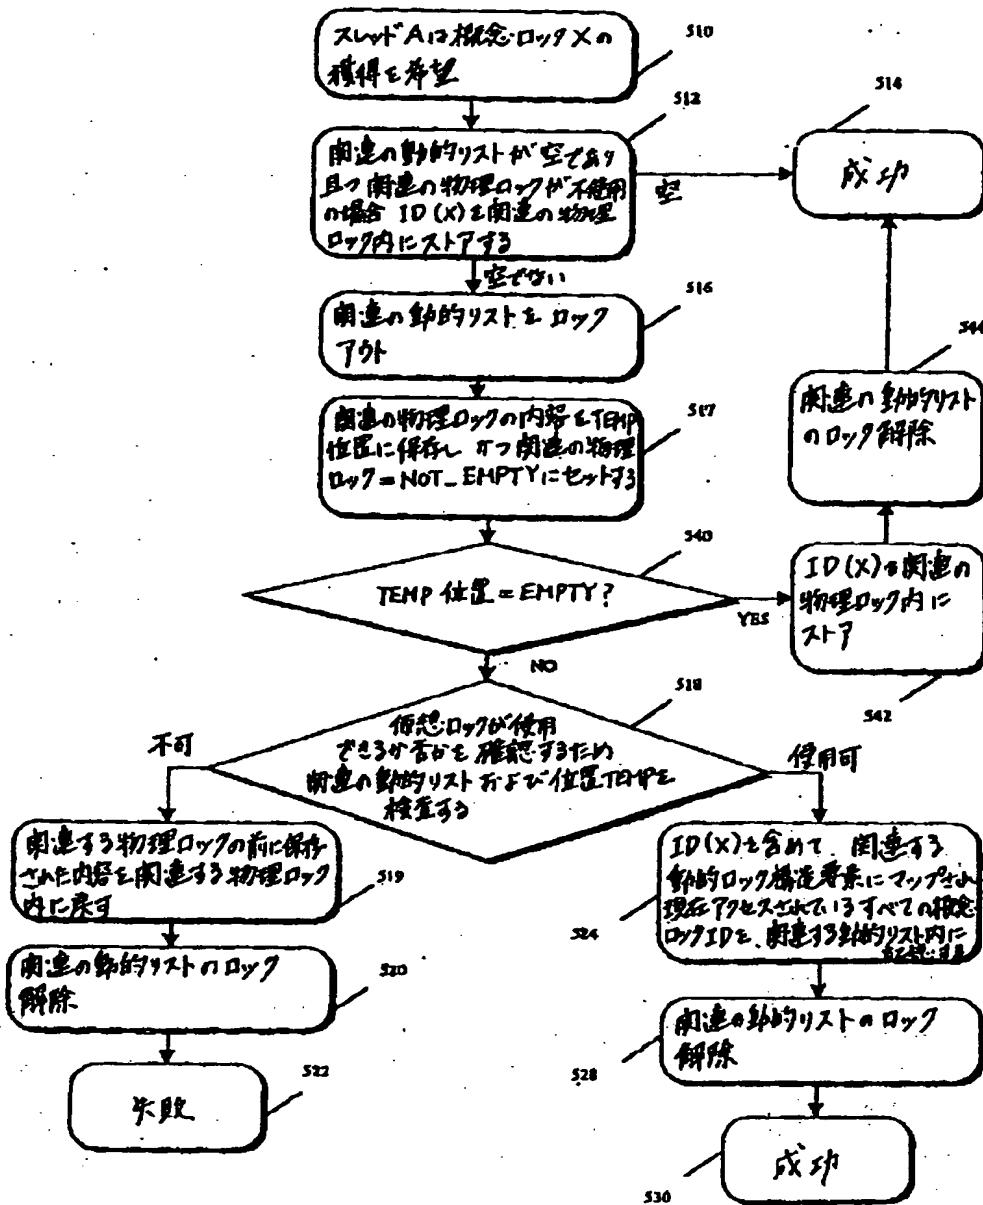 スレッドAは概念ロックXの
獲得を希望
510
512
関連の動的リストが空であり
且つ関連の物理ロックが不使用
の場合 ID(X)を関連の物理
ロック内にストアする
空
514
成功
空でない
516
関連の動的リストをロック
アウト
517
関連の物理ロックの内容をTEMP
位置に保存し かつ関連の物理
ロック=NOT_EMPTYにセットする
544
関連の動的リスト
のロック解除
540
TEMP 位置=EMPTY?
YES
ID(X)を関連の
物理ロック内に
ストア
542
NO
518
仮想ロックが使用
できるか否かを確認するため
関連の動的リストおよび位置TEMPを
検査する
不可
使用可
関連する物理ロックの前に保存
された内容を関連する物理ロック
内に戻す
519
ID(X)を含めて、関連する
動的ロック構造要素にマップされ
現在アクセスされているすべての概念
ロックIDを、関連する動的リスト内に
524
関連の動的リストのロック
解除
520
関連の動的リストのロック
解除
528
失敗
522
成功
530